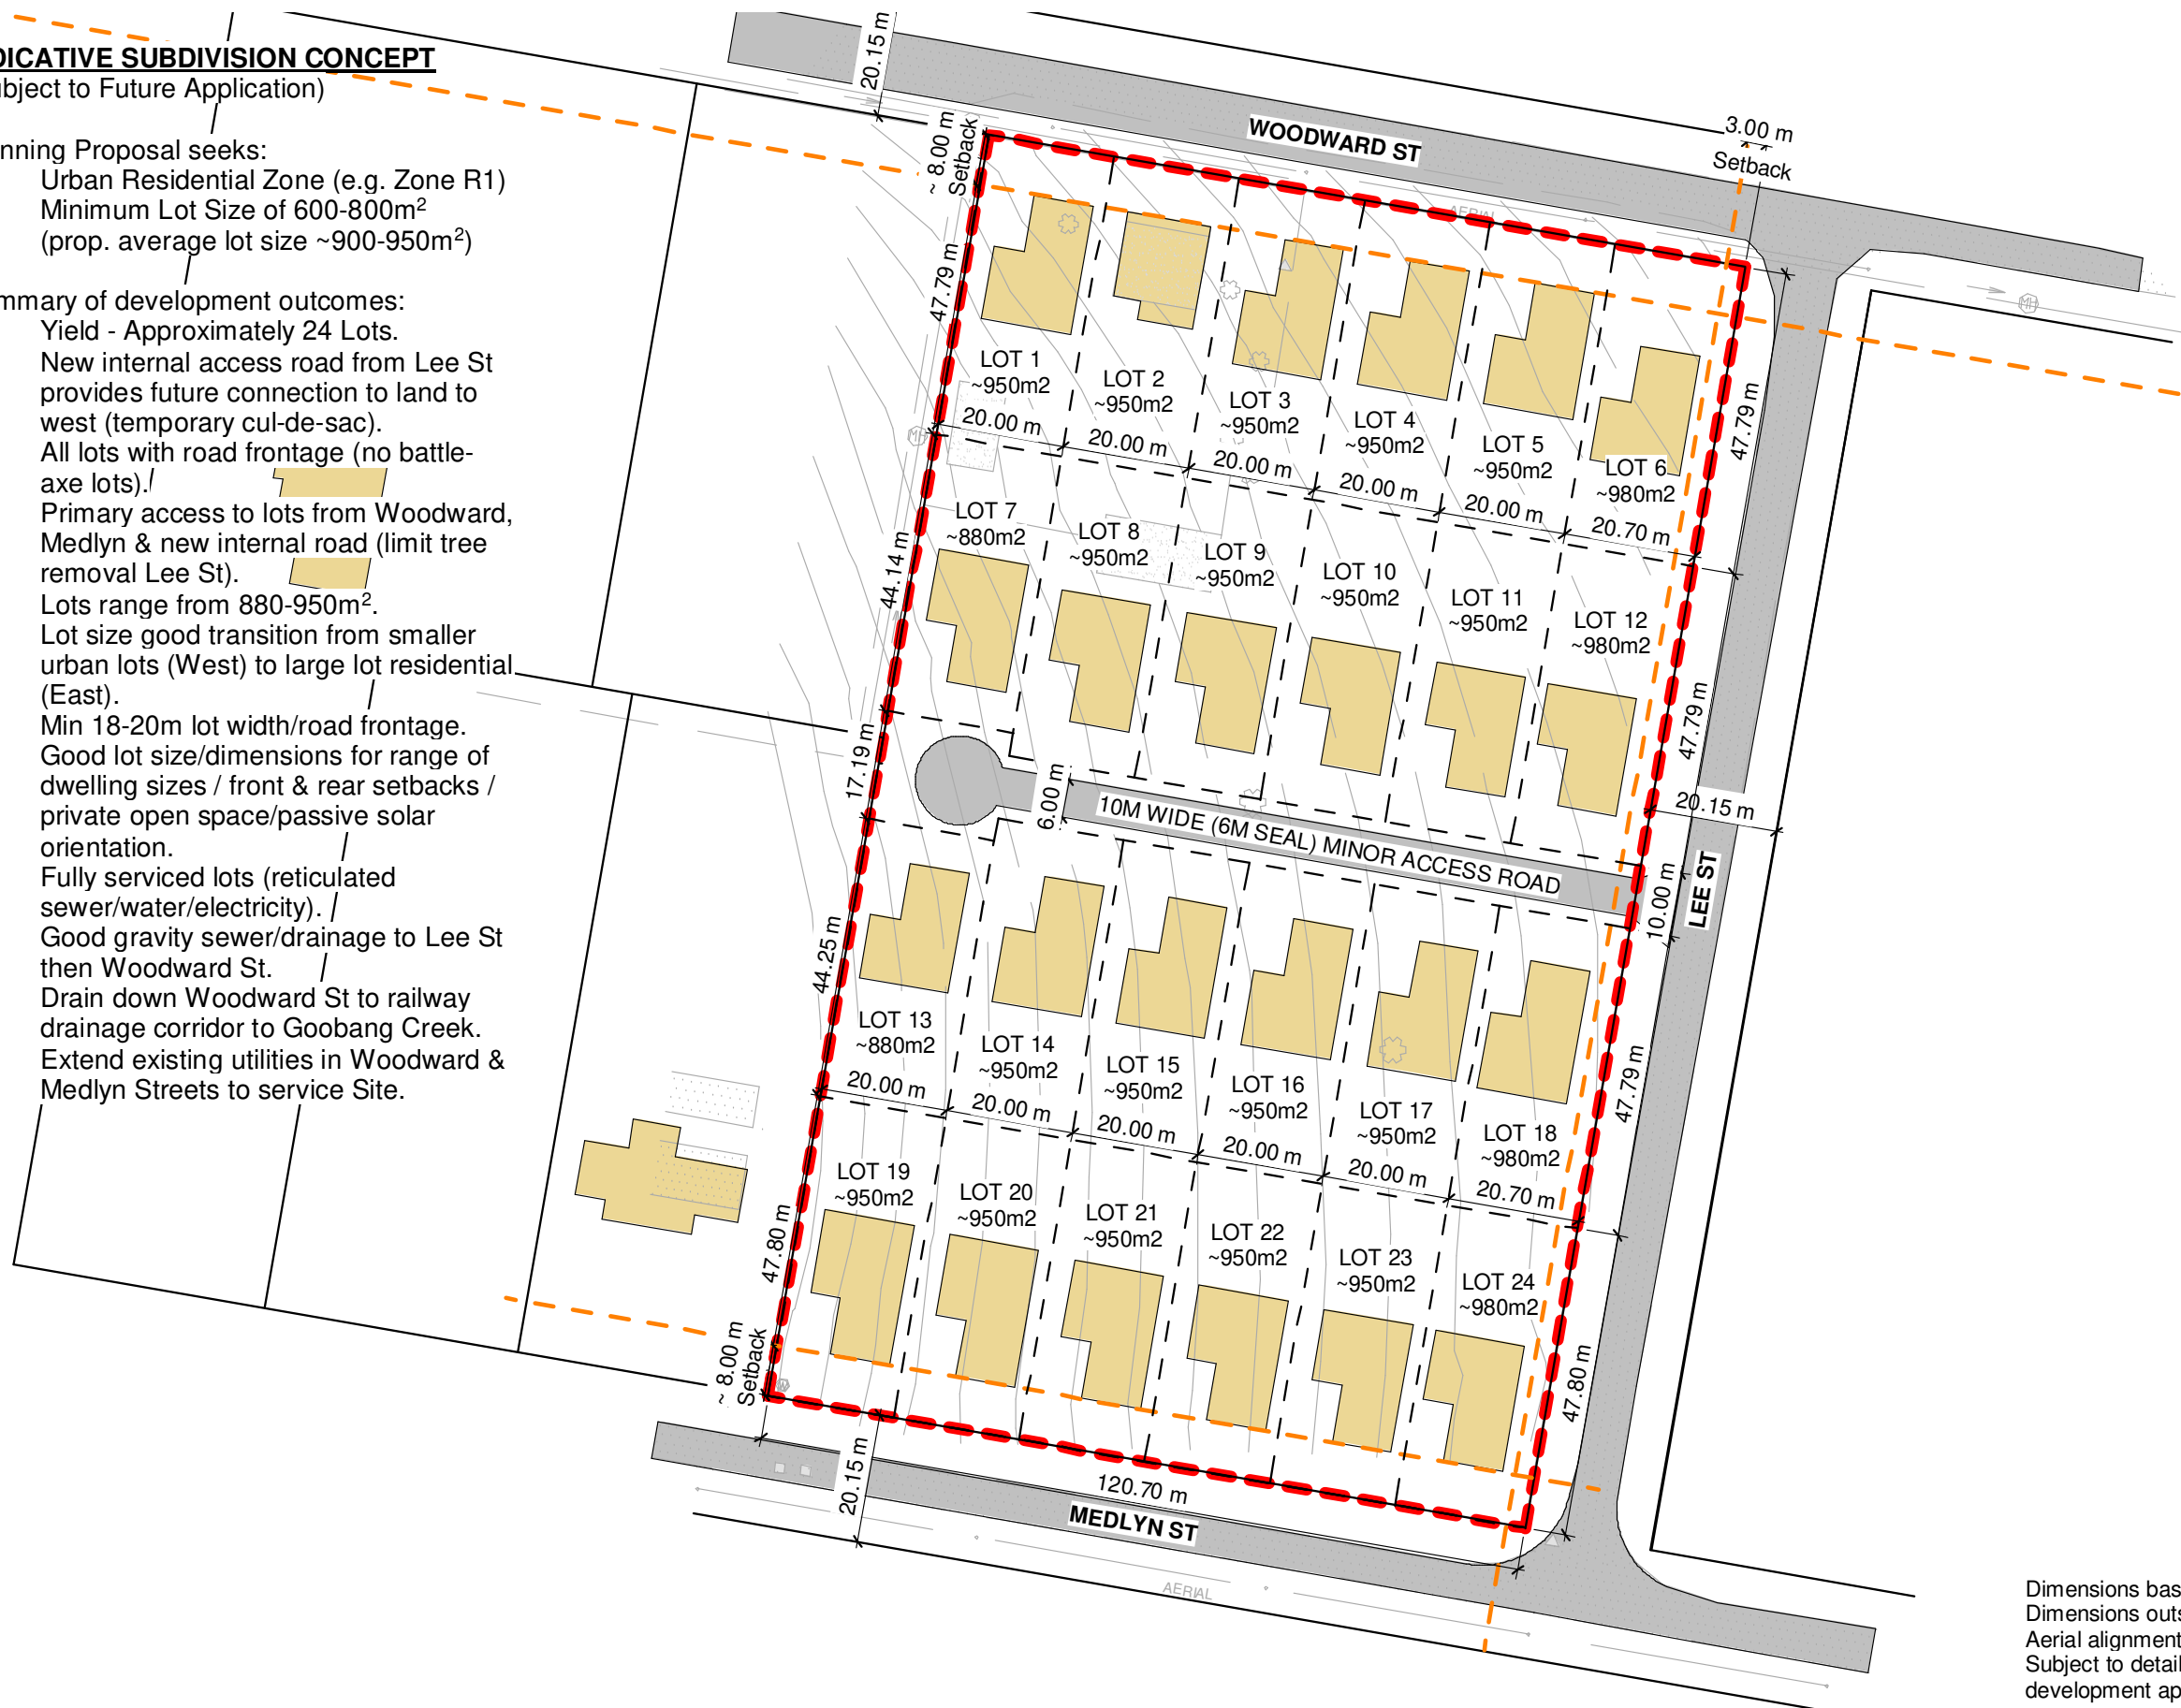 DICATIVE SUBDIVISION CONCEPT
bject to Future Application)
nning Proposal seeks:
Urban Residential Zone (e.g. Zone R1)
Minimum Lot Size of 600-800m²
(prop. average lot size ~900-950m²)
mmary of development outcomes:
Yield - Approximately 24 Lots.
New internal access road from Lee St
provides future connection to land to
west (temporary cul-de-sac).
All lots with road frontage (no battle-
axe lots).
Primary access to lots from Woodward,
Medlyn & new internal road (limit tree
removal Lee St).
Lots range from 880-950m².
Lot size good transition from smaller
urban lots (West) to large lot residential
(East).
Min 18-20m lot width/road frontage.
Good lot size/dimensions for range of
dwelling sizes / front & rear setbacks /
private open space/passive solar
orientation.
Fully serviced lots (reticulated
sewer/water/electricity).
Good gravity sewer/drainage to Lee St
then Woodward St.
Drain down Woodward St to railway
drainage corridor to Goobang Creek.
Extend existing utilities in Woodward &
Medlyn Streets to service Site.
20.15 m
~ 8.00 m
Setback
WOODWARD ST
AERIAL
3.00 m
Setback
MH
47.79 m
47.79 m
LOT 1
~950m2
LOT 2
~950m2
LOT 3
~950m2
LOT 4
~950m2
LOT 5
~950m2
LOT 6
~980m2
MH
20.00 m
20.00 m
20.00 m
20.00 m
20.00 m
20.70 m
LOT 7
~880m2
LOT 8
~950m2
LOT 9
~950m2
LOT 10
~950m2
LOT 11
~950m2
LOT 12
~980m2
44.14 m
47.79 m
17.19 m
6.00 m
10M WIDE (6M SEAL) MINOR ACCESS ROAD
20.15 m
10.00 m
LEE ST
44.25 m
47.79 m
LOT 13
~880m2
LOT 14
~950m2
LOT 15
~950m2
LOT 16
~950m2
LOT 17
~950m2
LOT 18
~980m2
20.00 m
20.00 m
20.00 m
20.00 m
20.00 m
20.70 m
LOT 19
~950m2
LOT 20
~950m2
LOT 21
~950m2
LOT 22
~950m2
LOT 23
~950m2
LOT 24
~980m2
47.80 m
47.80 m
~ 8.00 m
Setback
20.15 m
120.70 m
MEDLYN ST
AERIAL
Dimensions bas
Dimensions outs
Aerial alignment
Subject to detail
development ap